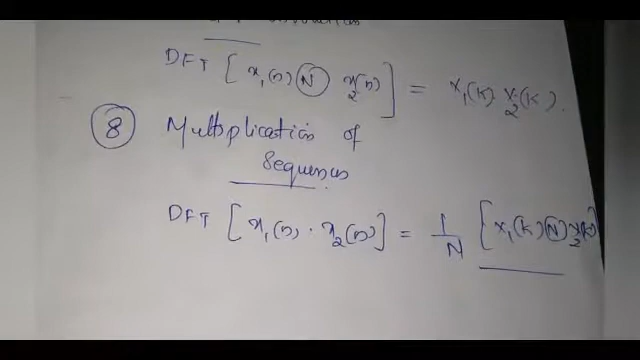 DFT [ x₁(n) Ⓝ x₂(n) ] = X₁(K) X₂(K).
⑧ Multiplication of
Sequences
DFT [ x₁(n) . x₂(n) ] = 1/N [ X₁(K) Ⓝ X₂(K) ]